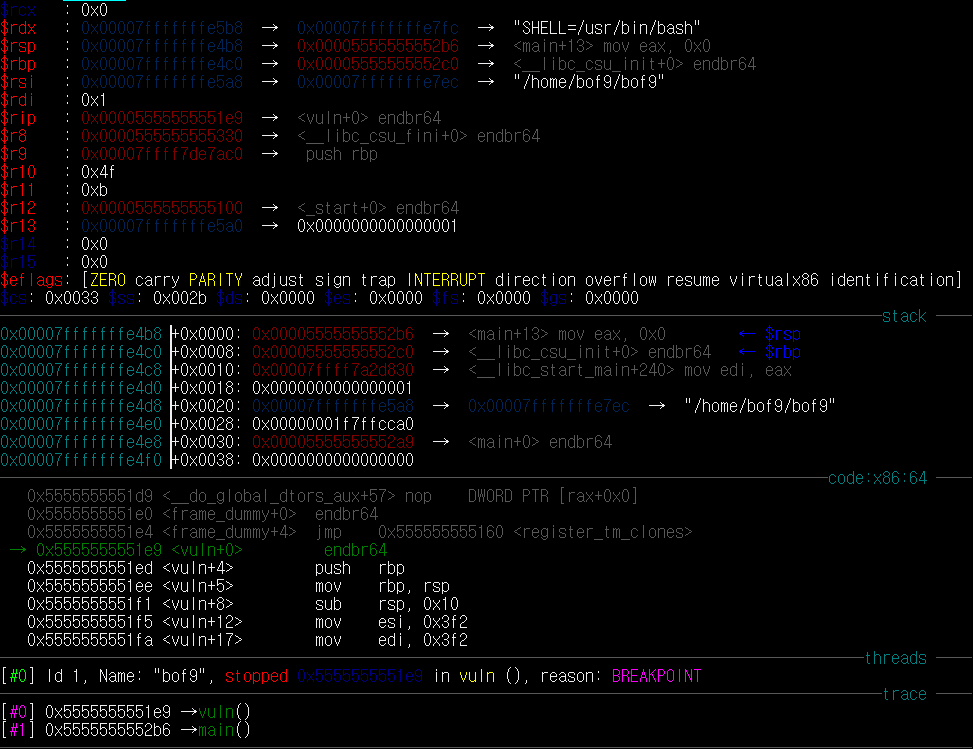 $rcx : 0x0
$rdx : 0x00007fffffffe5b8 → 0x00007fffffffe7fc → "SHELL=/usr/bin/bash"
$rsp : 0x00007fffffffe4b8 → 0x00005555555552b6 → <main+13> mov eax, 0x0
$rbp : 0x00007fffffffe4c0 → 0x00005555555552c0 → <__libc_csu_init+0> endbr64
$rsi : 0x00007fffffffe5a8 → 0x00007fffffffe7ec → "/home/bof9/bof9"
$rdi : 0x1
$rip : 0x00005555555551e9 → <vuln+0> endbr64
$r8 : 0x0000555555555330 → <__libc_csu_fini+0> endbr64
$r9 : 0x00007ffff7de7ac0 → push rbp
$r10 : 0x4f
$r11 : 0xb
$r12 : 0x0000555555555100 → <_start+0> endbr64
$r13 : 0x00007fffffffe5a0 → 0x0000000000000001
$r14 : 0x0
$r15 : 0x0
$eflags: [ZERO carry PARITY adjust sign trap INTERRUPT direction overflow resume virtualx86 identification]
$cs: 0x0033 $ss: 0x002b $ds: 0x0000 $es: 0x0000 $fs: 0x0000 $gs: 0x0000
stack
0x00007fffffffe4b8│+0x0000: 0x00005555555552b6 → <main+13> mov eax, 0x0 ← $rsp
0x00007fffffffe4c0│+0x0008: 0x00005555555552c0 → <__libc_csu_init+0> endbr64 ← $rbp
0x00007fffffffe4c8│+0x0010: 0x00007ffff7a2d830 → <__libc_start_main+240> mov edi, eax
0x00007fffffffe4d0│+0x0018: 0x0000000000000001
0x00007fffffffe4d8│+0x0020: 0x00007fffffffe5a8 → 0x00007fffffffe7ec → "/home/bof9/bof9"
0x00007fffffffe4e0│+0x0028: 0x00000001f7ffcca0
0x00007fffffffe4e8│+0x0030: 0x00005555555552a9 → <main+0> endbr64
0x00007fffffffe4f0│+0x0038: 0x0000000000000000
code:x86:64
0x5555555551d9 <__do_global_dtors_aux+57> nop DWORD PTR [rax+0x0]
0x5555555551e0 <frame_dummy+0> endbr64
0x5555555551e4 <frame_dummy+4> jmp 0x555555555160 <register_tm_clones>
→ 0x5555555551e9 <vuln+0> endbr64
0x5555555551ed <vuln+4> push rbp
0x5555555551ee <vuln+5> mov rbp, rsp
0x5555555551f1 <vuln+8> sub rsp, 0x10
0x5555555551f5 <vuln+12> mov esi, 0x3f2
0x5555555551fa <vuln+17> mov edi, 0x3f2
threads
[#0] Id 1, Name: "bof9", stopped 0x5555555551e9 in vuln (), reason: BREAKPOINT
trace
[#0] 0x5555555551e9 → vuln()
[#1] 0x5555555552b6 → main()